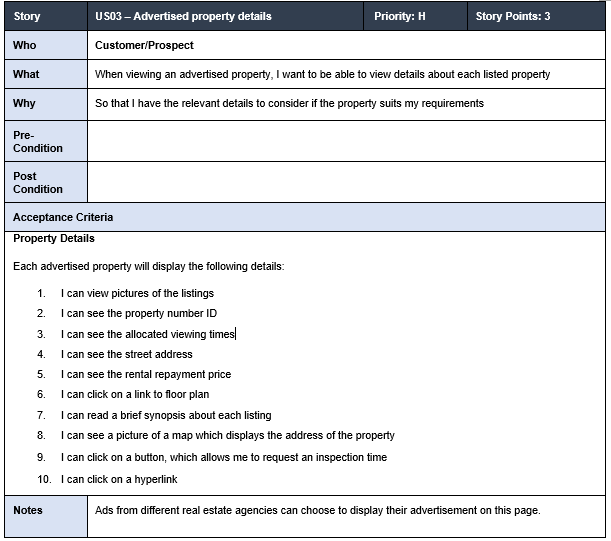 Story US03 – Advertised property details Priority: H Story Points: 3
Who Customer/Prospect
What When viewing an advertised property, I want to be able to view details about each listed property
Why So that I have the relevant details to consider if the property suits my requirements
Pre-
Condition
Post
Condition
Acceptance Criteria
Property Details
Each advertised property will display the following details:
1. I can view pictures of the listings
2. I can see the property number ID
3. I can see the allocated viewing times
4. I can see the street address
5. I can see the rental repayment price
6. I can click on a link to floor plan
7. I can read a brief synopsis about each listing
8. I can see a picture of a map which displays the address of the property
9. I can click on a button, which allows me to request an inspection time
10. I can click on a hyperlink
Notes Ads from different real estate agencies can choose to display their advertisement on this page.